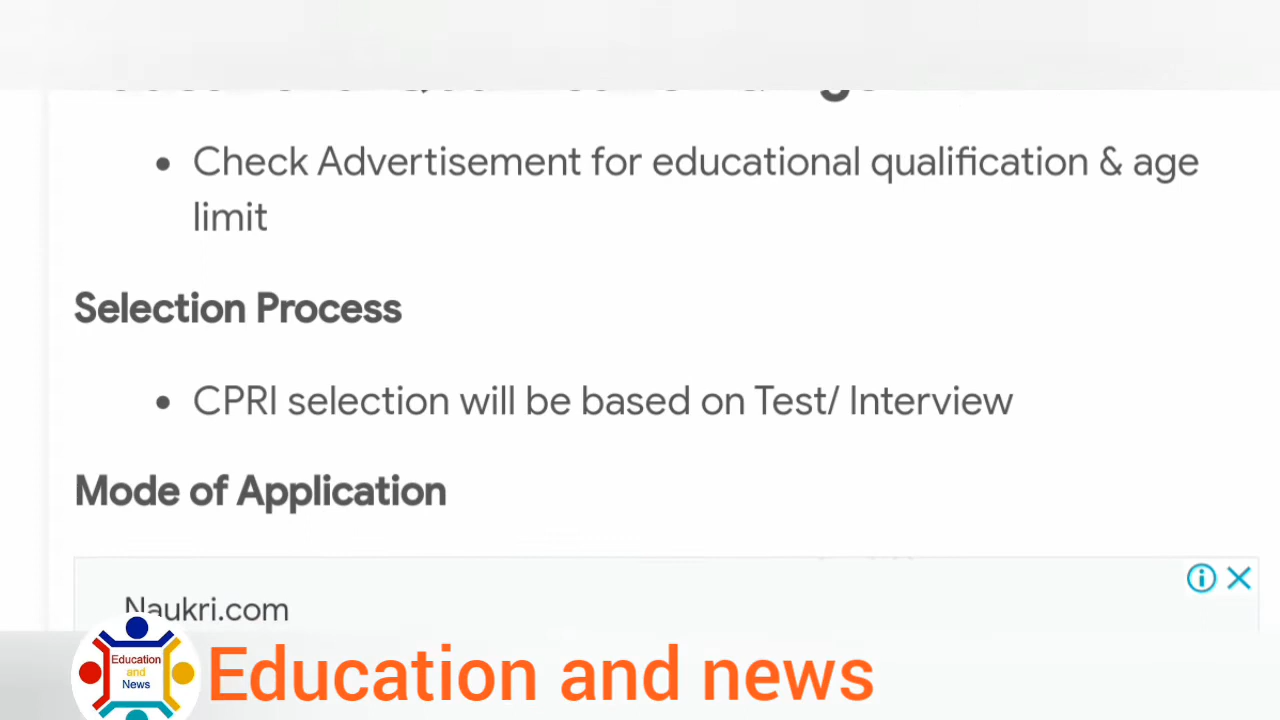 Check Advertisement for educational qualification & age
limit
Selection Process
CPRI selection will be based on Test/ Interview
Mode of Application
Naukri.com
Education
and
News
Education and news